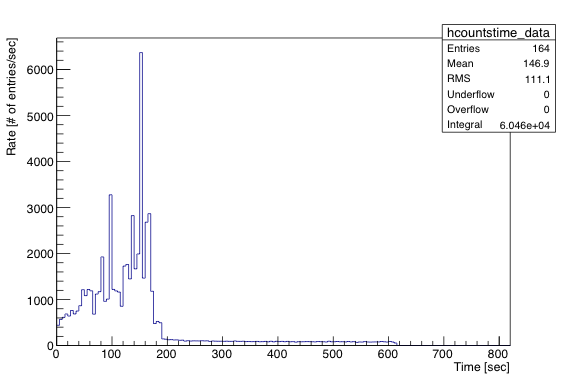 hcountstime_data
Entries 164
Mean 146.9
RMS 111.1
Underflow 0
Overflow 0
Integral 6.046e+04
Rate [# of entries/sec]
6000
5000
4000
3000
2000
1000
0
0 100 200 300 400 500 600 700 800
Time [sec]